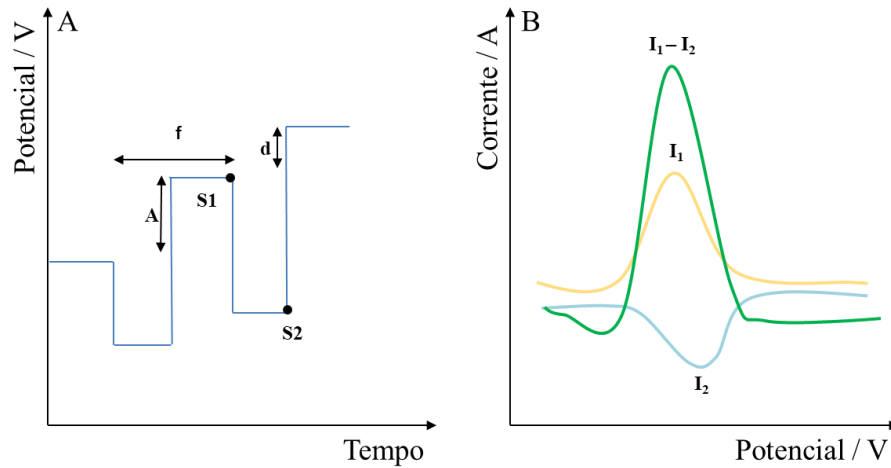 A
Potencial / V
f
d
A
S1
S2
Tempo
B
Corrente / A
I₁ – I₂
I₁
I₂
Potencial / V